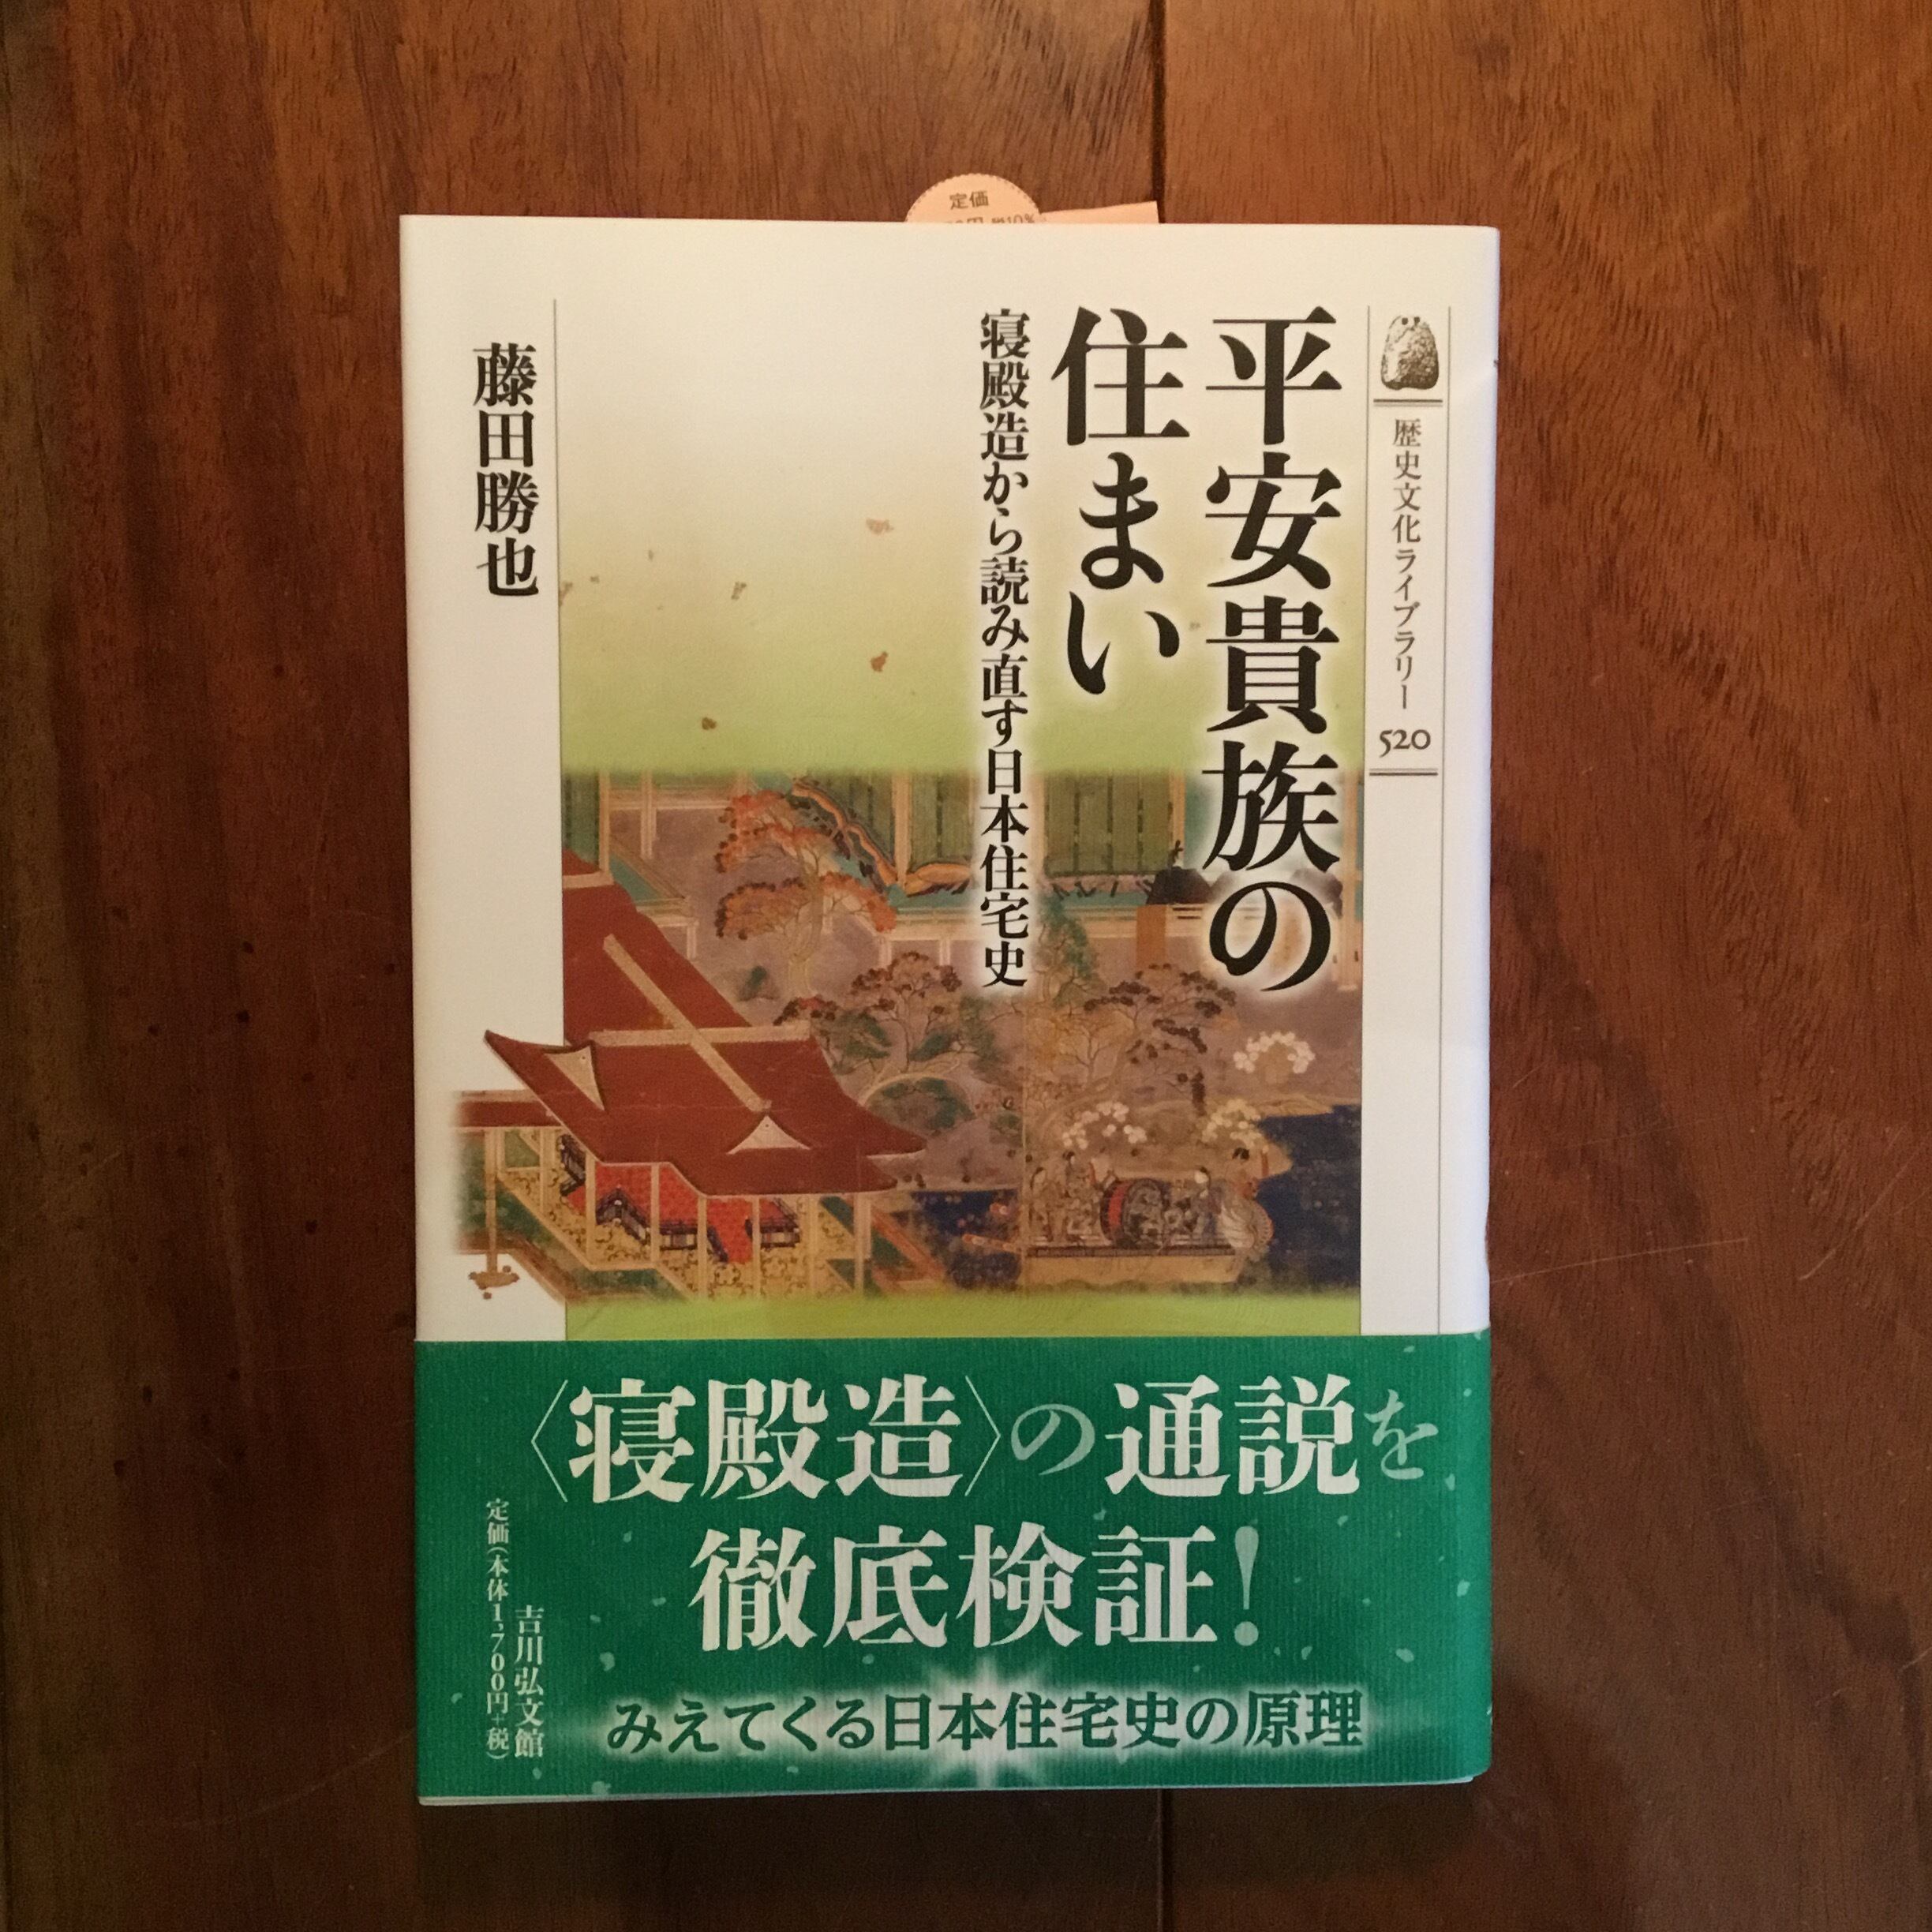 定価
税10%
歴史文化ライブラリー
520
平安貴族の
住まい
寝殿造から読み直す日本住宅史
藤田勝也
〈寝殿造〉の通説を
徹底検証!
みえてくる日本住宅史の原理
吉川弘文館
定価(本体1,700円+税)